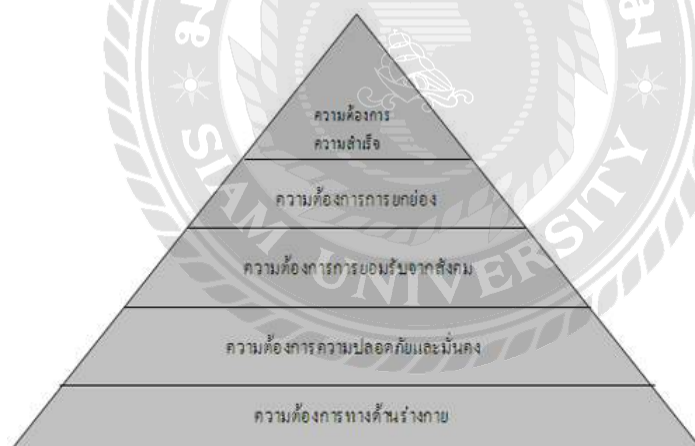 ความต้องการ
ความสำเร็จ
ความต้องการการยกย่อง
ความต้องการการยอมรับจากสังคม
ความต้องการความปลอดภัยและมั่นคง
ความต้องการทางด้านร่างกาย
SIAM UNIVERSITY